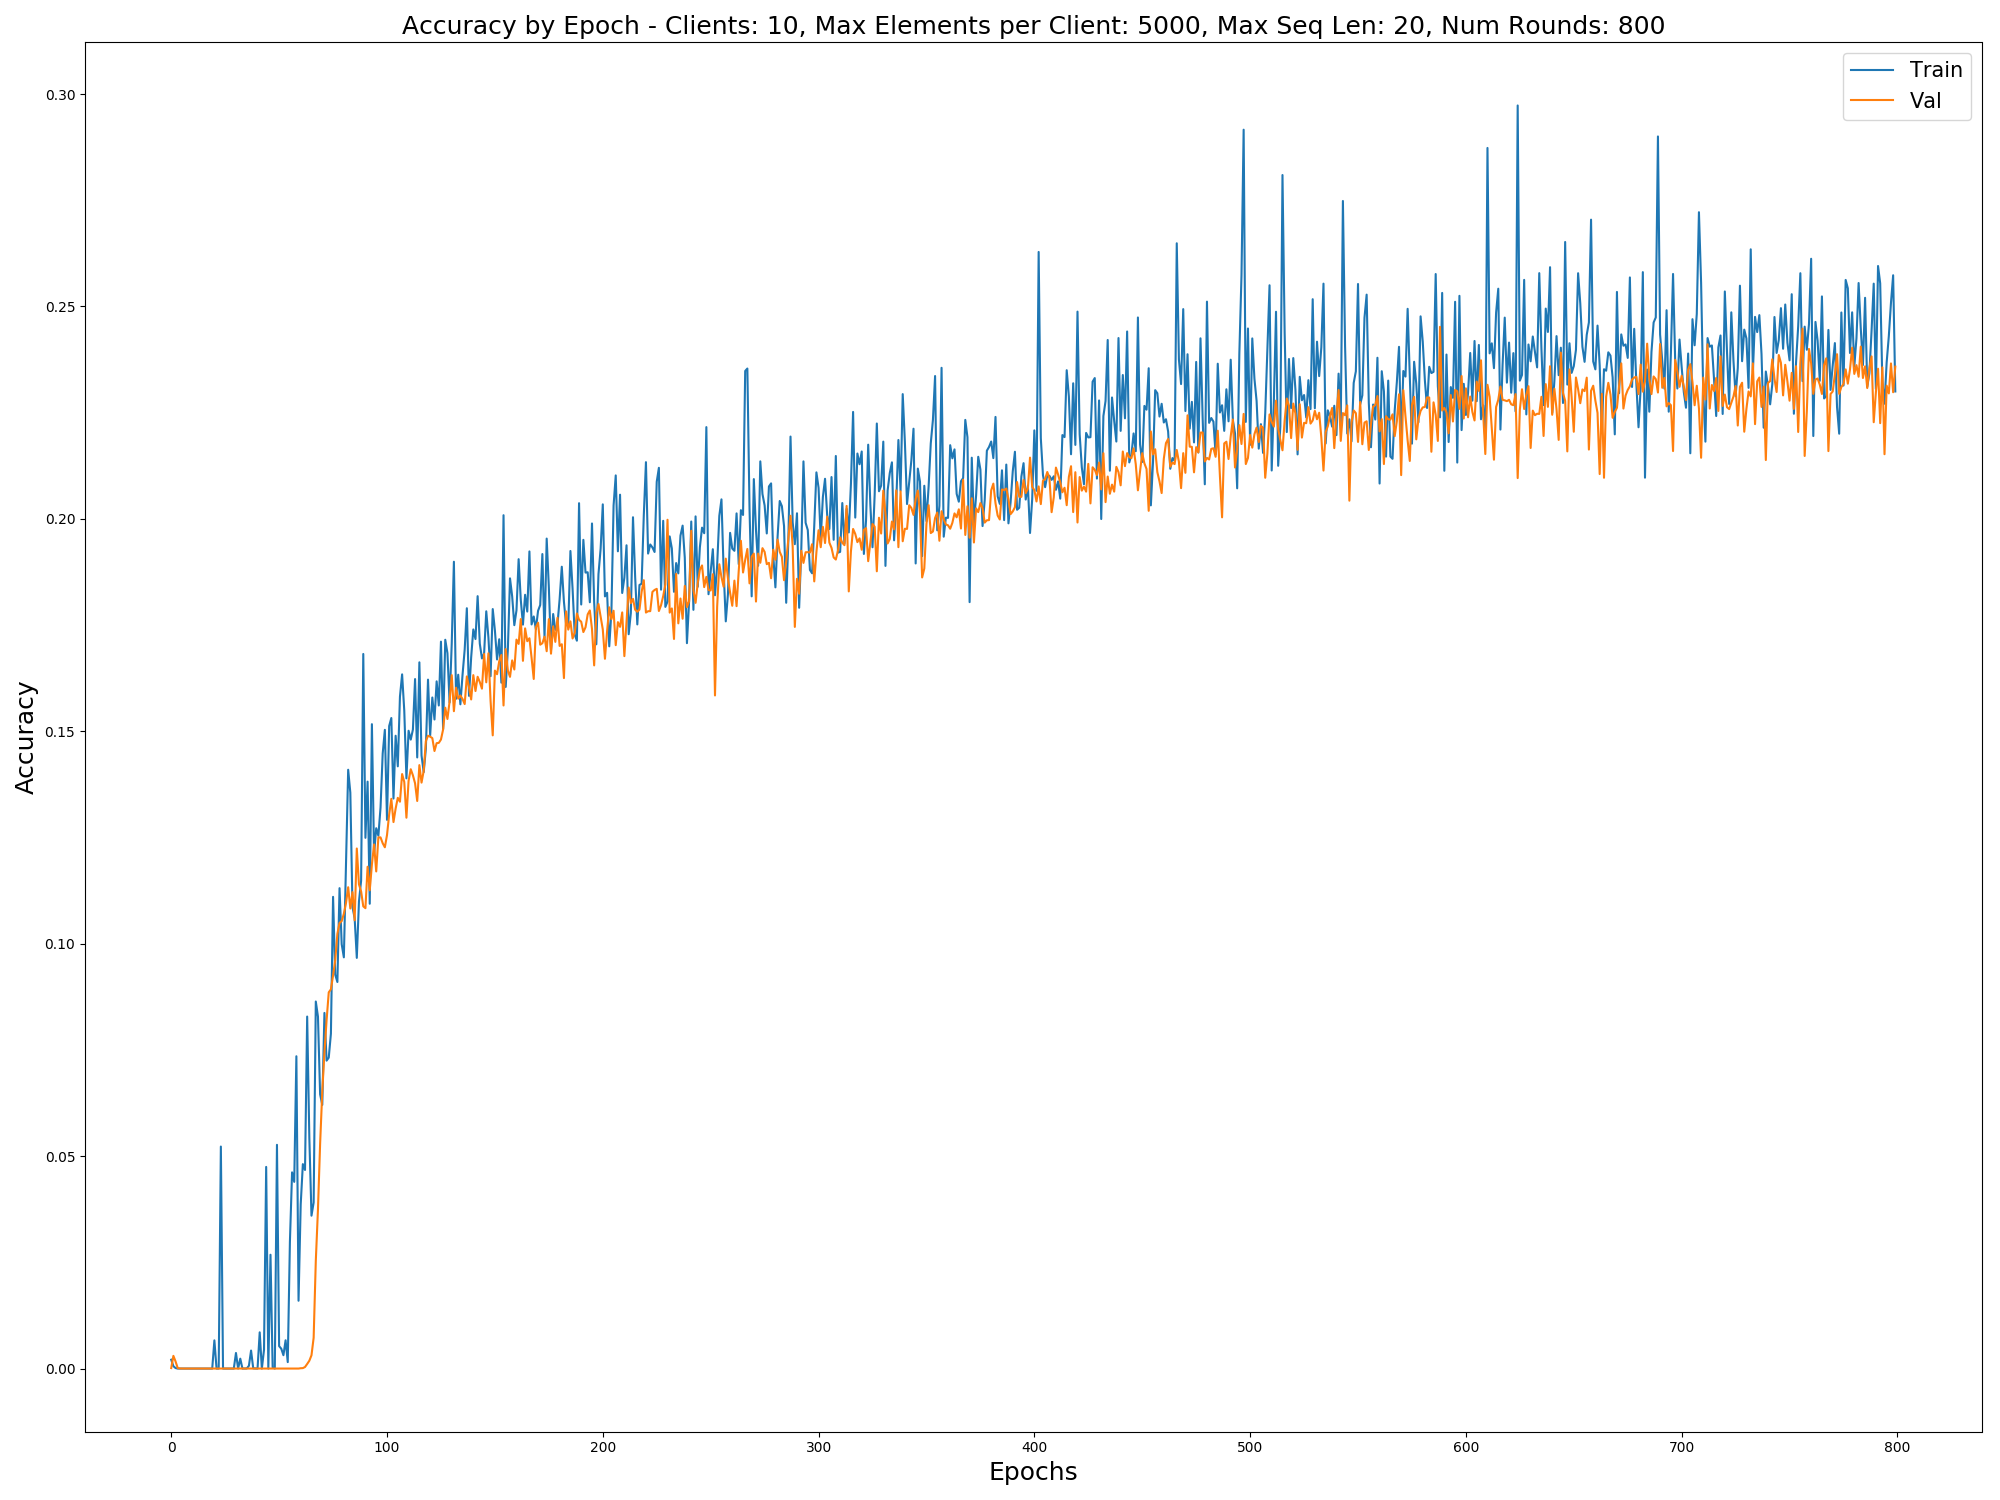 Accuracy by Epoch - Clients: 10, Max Elements per Client: 5000, Max Seq Len: 20, Num Rounds: 800
Train
Val
0.30
0.25
0.20
0.15
0.10
0.05
0.00
Accuracy
0 100 200 300 400 500 600 700 800
Epochs